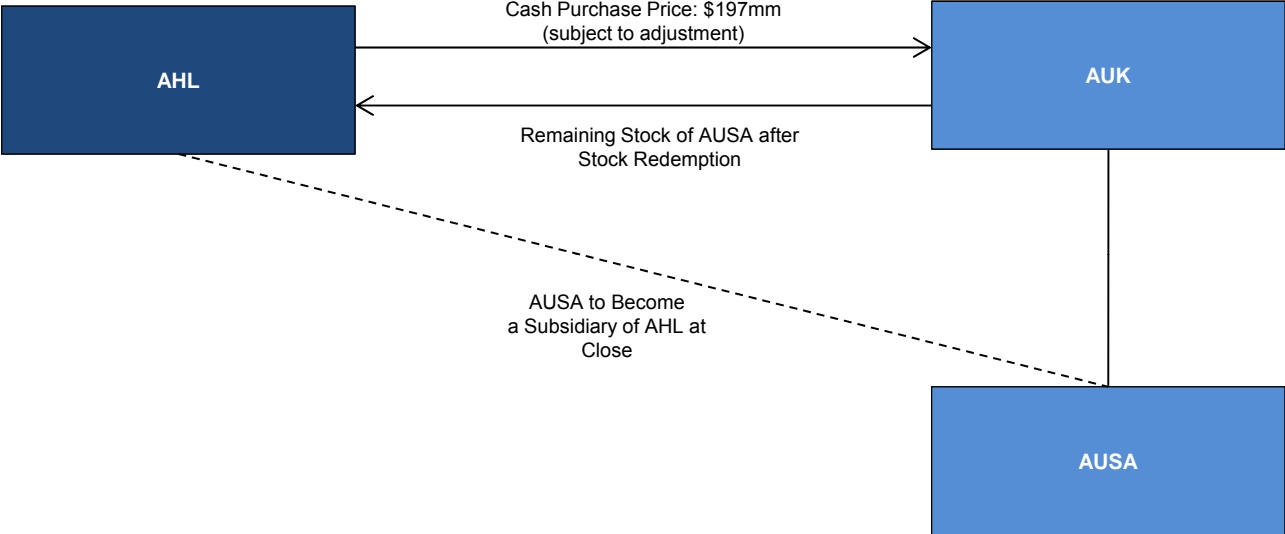 Cash Purchase Price: $197mm
(subject to adjustment)
AHL
AUK
Remaining Stock of AUSA after
Stock Redemption
AUSA to Become
a Subsidiary of AHL at
Close
AUSA